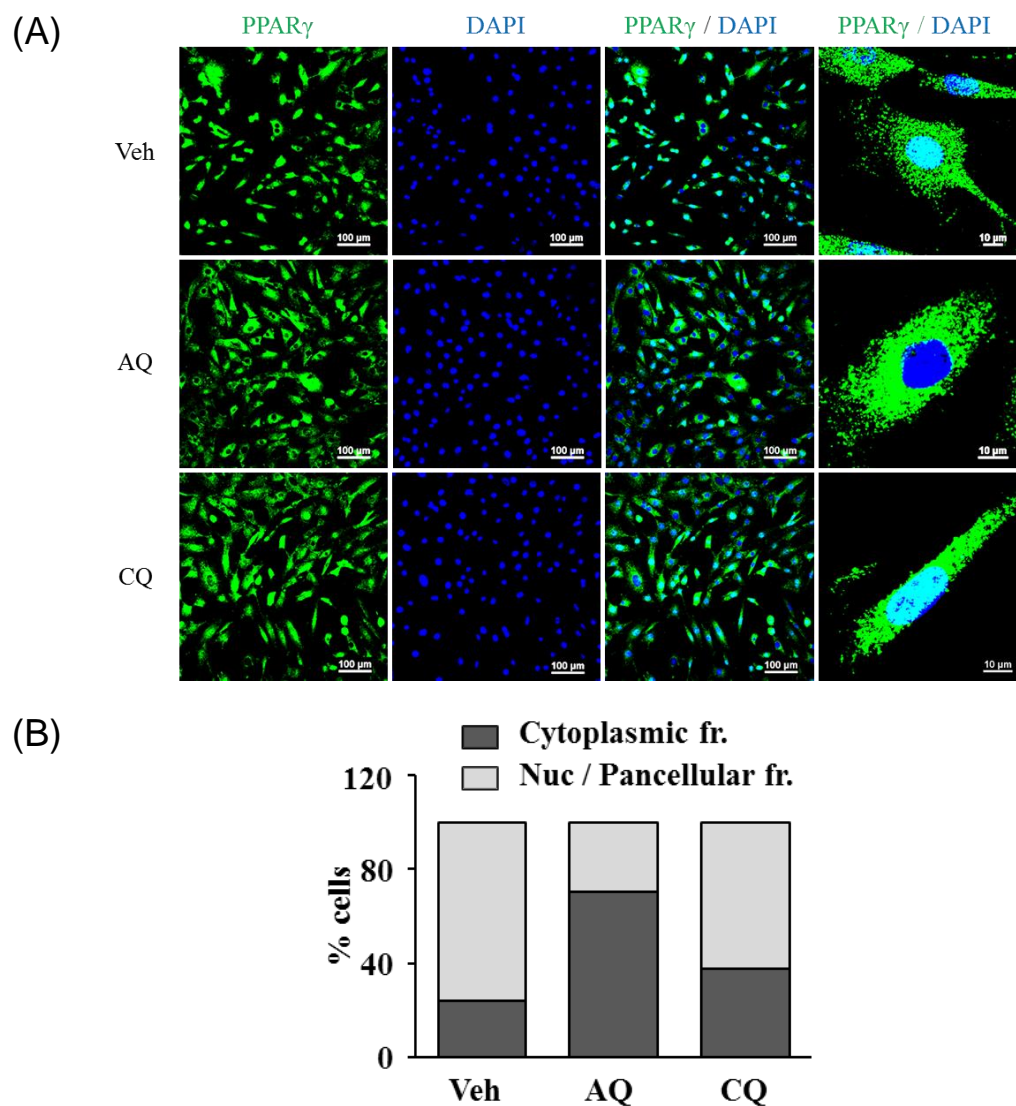 (A)
PPARγ DAPI PPARγ / DAPI PPARγ / DAPI
Veh
100 μm 100 μm 100 μm 10 μm
AQ
100 μm 100 μm 100 μm 10 μm
CQ
100 μm 100 μm 100 μm 10 μm
(B)
Cytoplasmic fr.
Nuc / Pancellular fr.
120
80
40
0
% cells
Veh AQ CQ